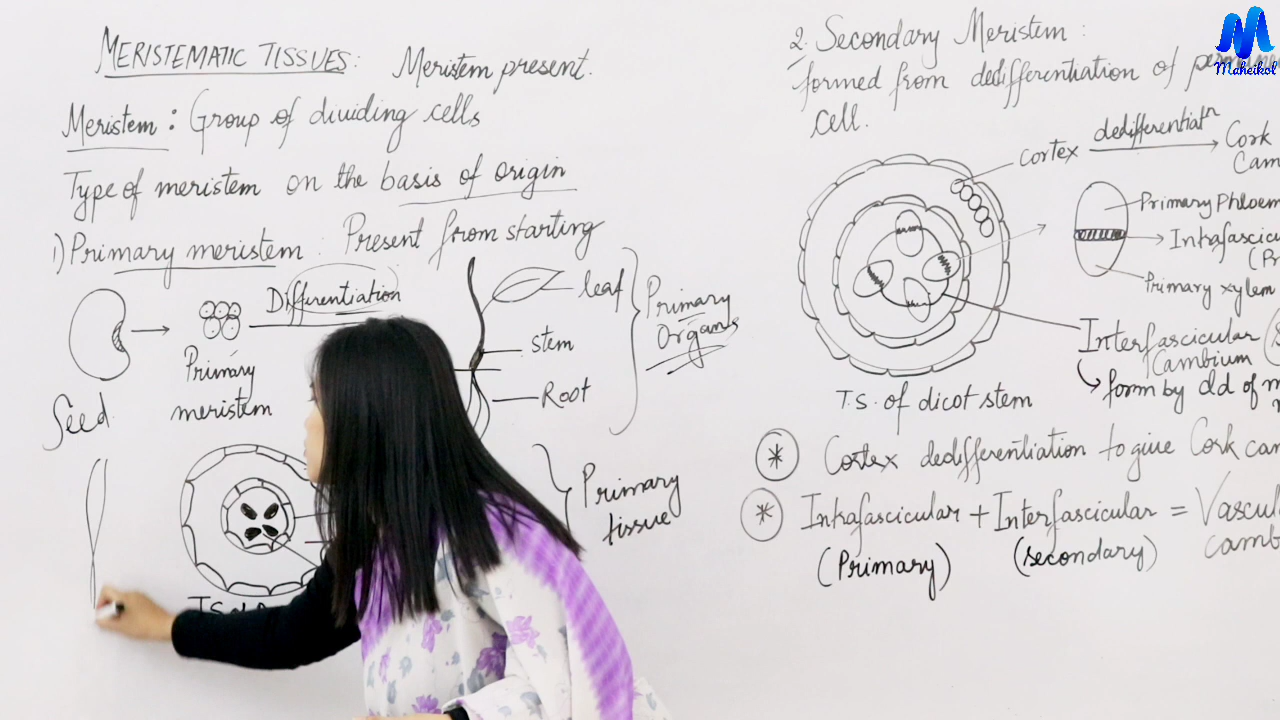 MERISTEMATIC TISSUES: Meristem present.
Meristem: Group of dividing cells
Type of meristem on the basis of origin
1) Primary meristem : Present from starting
Differentiation
Seed
Primary
meristem
leaf
stem
Root
Primary
Organs
Primary
tissue
2. Secondary Meristem :
formed from dedifferentiation of
cell.
cortex
dedifferentiatn
Cork
Cam
Primary Phloem
Intrafascicu
(Pr
Primary xylem
Interfascicular
Cambium
form by dd of
T.S. of dicot stem
* Cortex dedifferentiation to give Cork cam
* Intrafascicular + Interfascicular = Vascul
(Primary) (secondary) camb
Maheikol